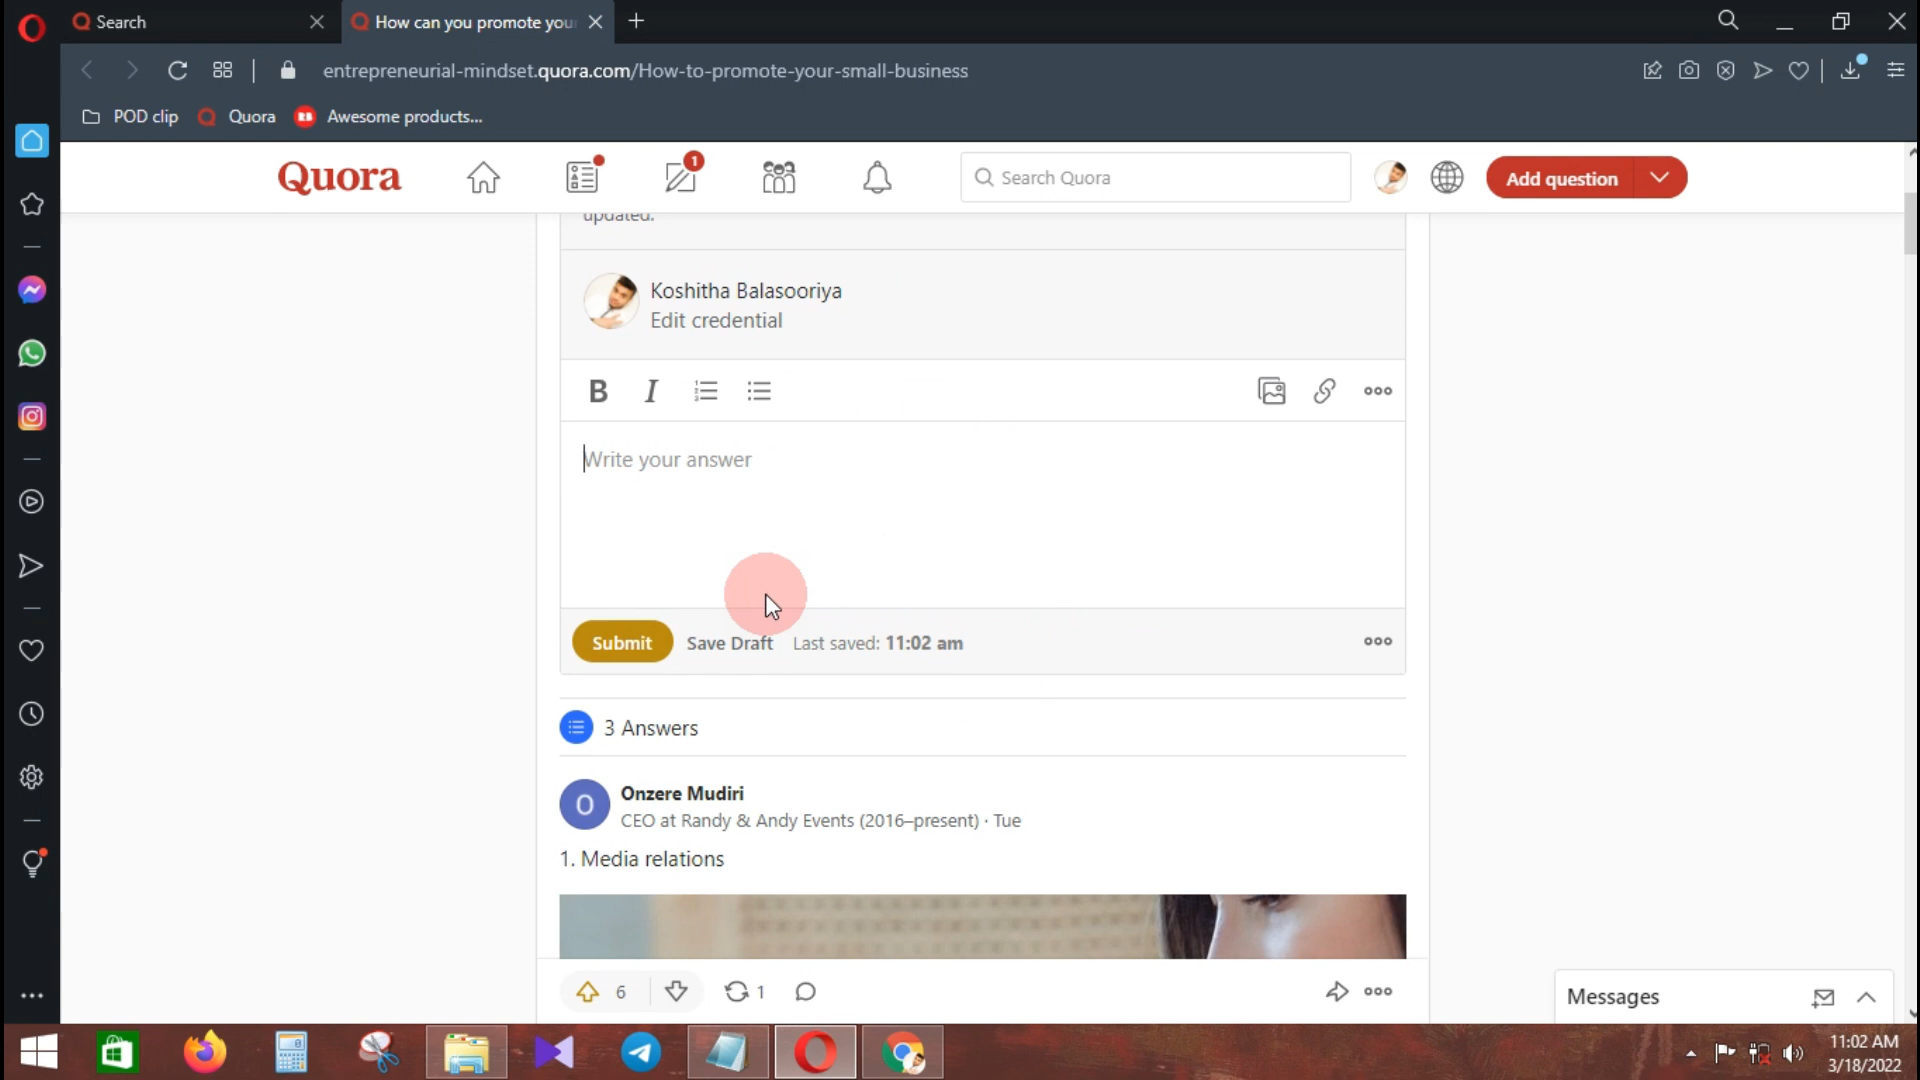 Search
How can you promote you
entrepreneurial-mindset.quora.com/How-to-promote-your-small-business
POD clip
Quora
Awesome products...
Quora
1
Search Quora
Add question
updated.
Koshitha Balasooriya
Edit credential
B
I
Write your answer
Submit
Save Draft
Last saved: 11:02 am
3 Answers
O
Onzere Mudiri
CEO at Randy & Andy Events (2016–present) · Tue
1. Media relations
6
1
Messages
11:02 AM
3/18/2022